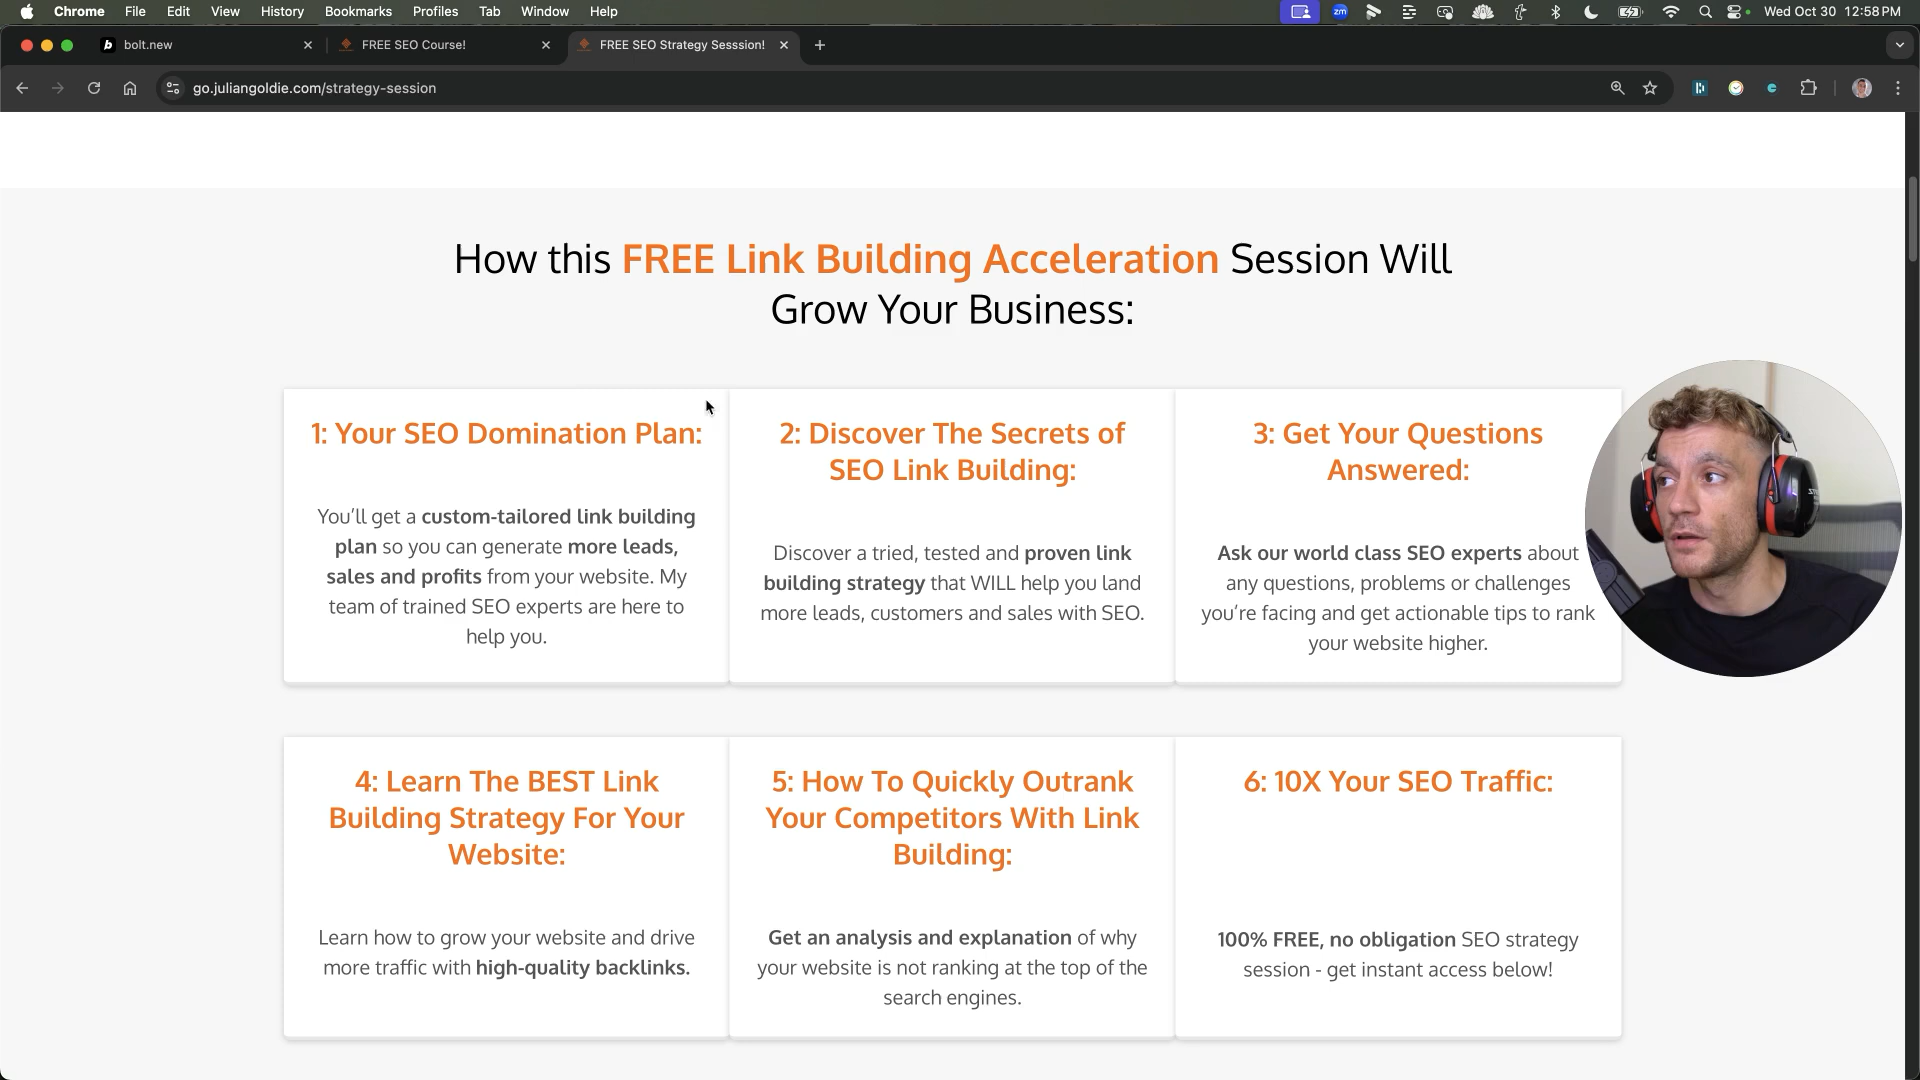 Chrome File Edit View History Bookmarks Profiles Tab Window Help
zm
Wed Oct 30 12:58 PM
b bolt.new
FREE SEO Course!
FREE SEO Strategy Sesssion!
go.juliangoldie.com/strategy-session
How this FREE Link Building Acceleration Session Will
Grow Your Business:
1: Your SEO Domination Plan:
You’ll get a custom-tailored link building
plan so you can generate more leads,
sales and profits from your website. My
team of trained SEO experts are here to
help you.
2: Discover The Secrets of
SEO Link Building:
Discover a tried, tested and proven link
building strategy that WILL help you land
more leads, customers and sales with SEO.
3: Get Your Questions
Answered:
Ask our world class SEO experts about
any questions, problems or challenges
you’re facing and get actionable tips to rank
your website higher.
4: Learn The BEST Link
Building Strategy For Your
Website:
Learn how to grow your website and drive
more traffic with high-quality backlinks.
5: How To Quickly Outrank
Your Competitors With Link
Building:
Get an analysis and explanation of why
your website is not ranking at the top of the
search engines.
6: 10X Your SEO Traffic:
100% FREE, no obligation SEO strategy
session - get instant access below!